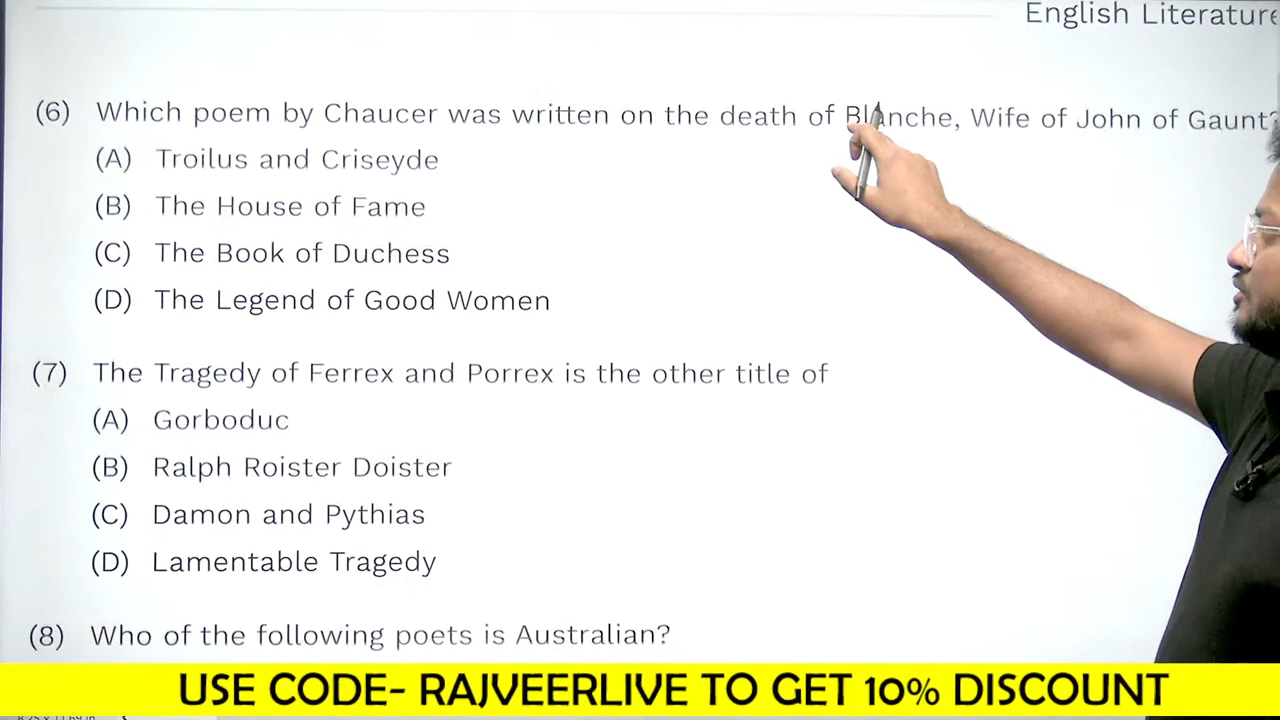 English Literature
(6) Which poem by Chaucer was written on the death of Blanche, Wife of John of Gaunt?
(A) Troilus and Criseyde
(B) The House of Fame
(C) The Book of Duchess
(D) The Legend of Good Women
(7) The Tragedy of Ferrex and Porrex is the other title of
(A) Gorboduc
(B) Ralph Roister Doister
(C) Damon and Pythias
(D) Lamentable Tragedy
(8) Who of the following poets is Australian?
USE CODE- RAJVEERLIVE TO GET 10% DISCOUNT